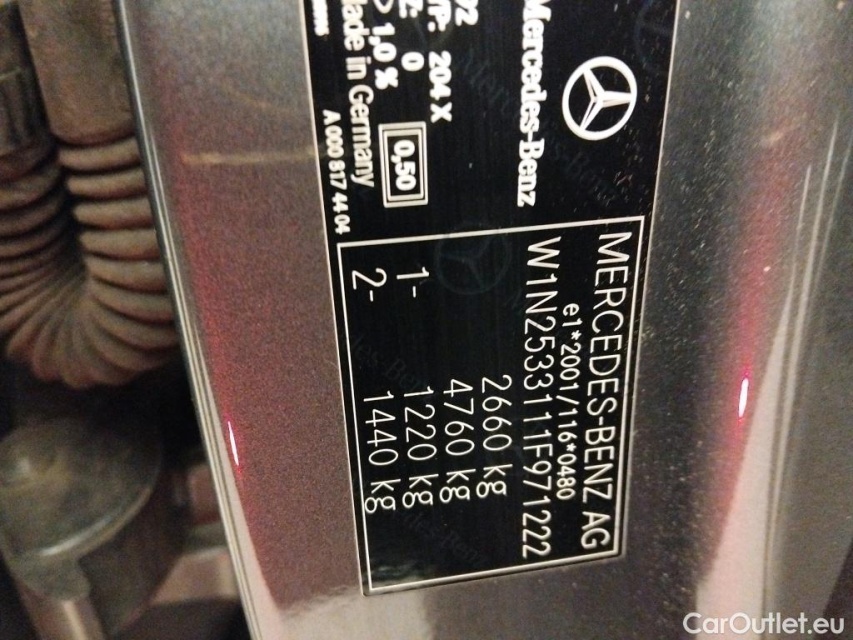 Mercedes-Benz
72
204 X
0
1,0 %
0,50
Made in Germany
A 000 817 44 04
MERCEDES-BENZ AG
e1*2001/116*0480
W1N2533111F971222
2660 kg
4760 kg
1- 1220 kg
2- 1440 kg
CarOutlet.eu